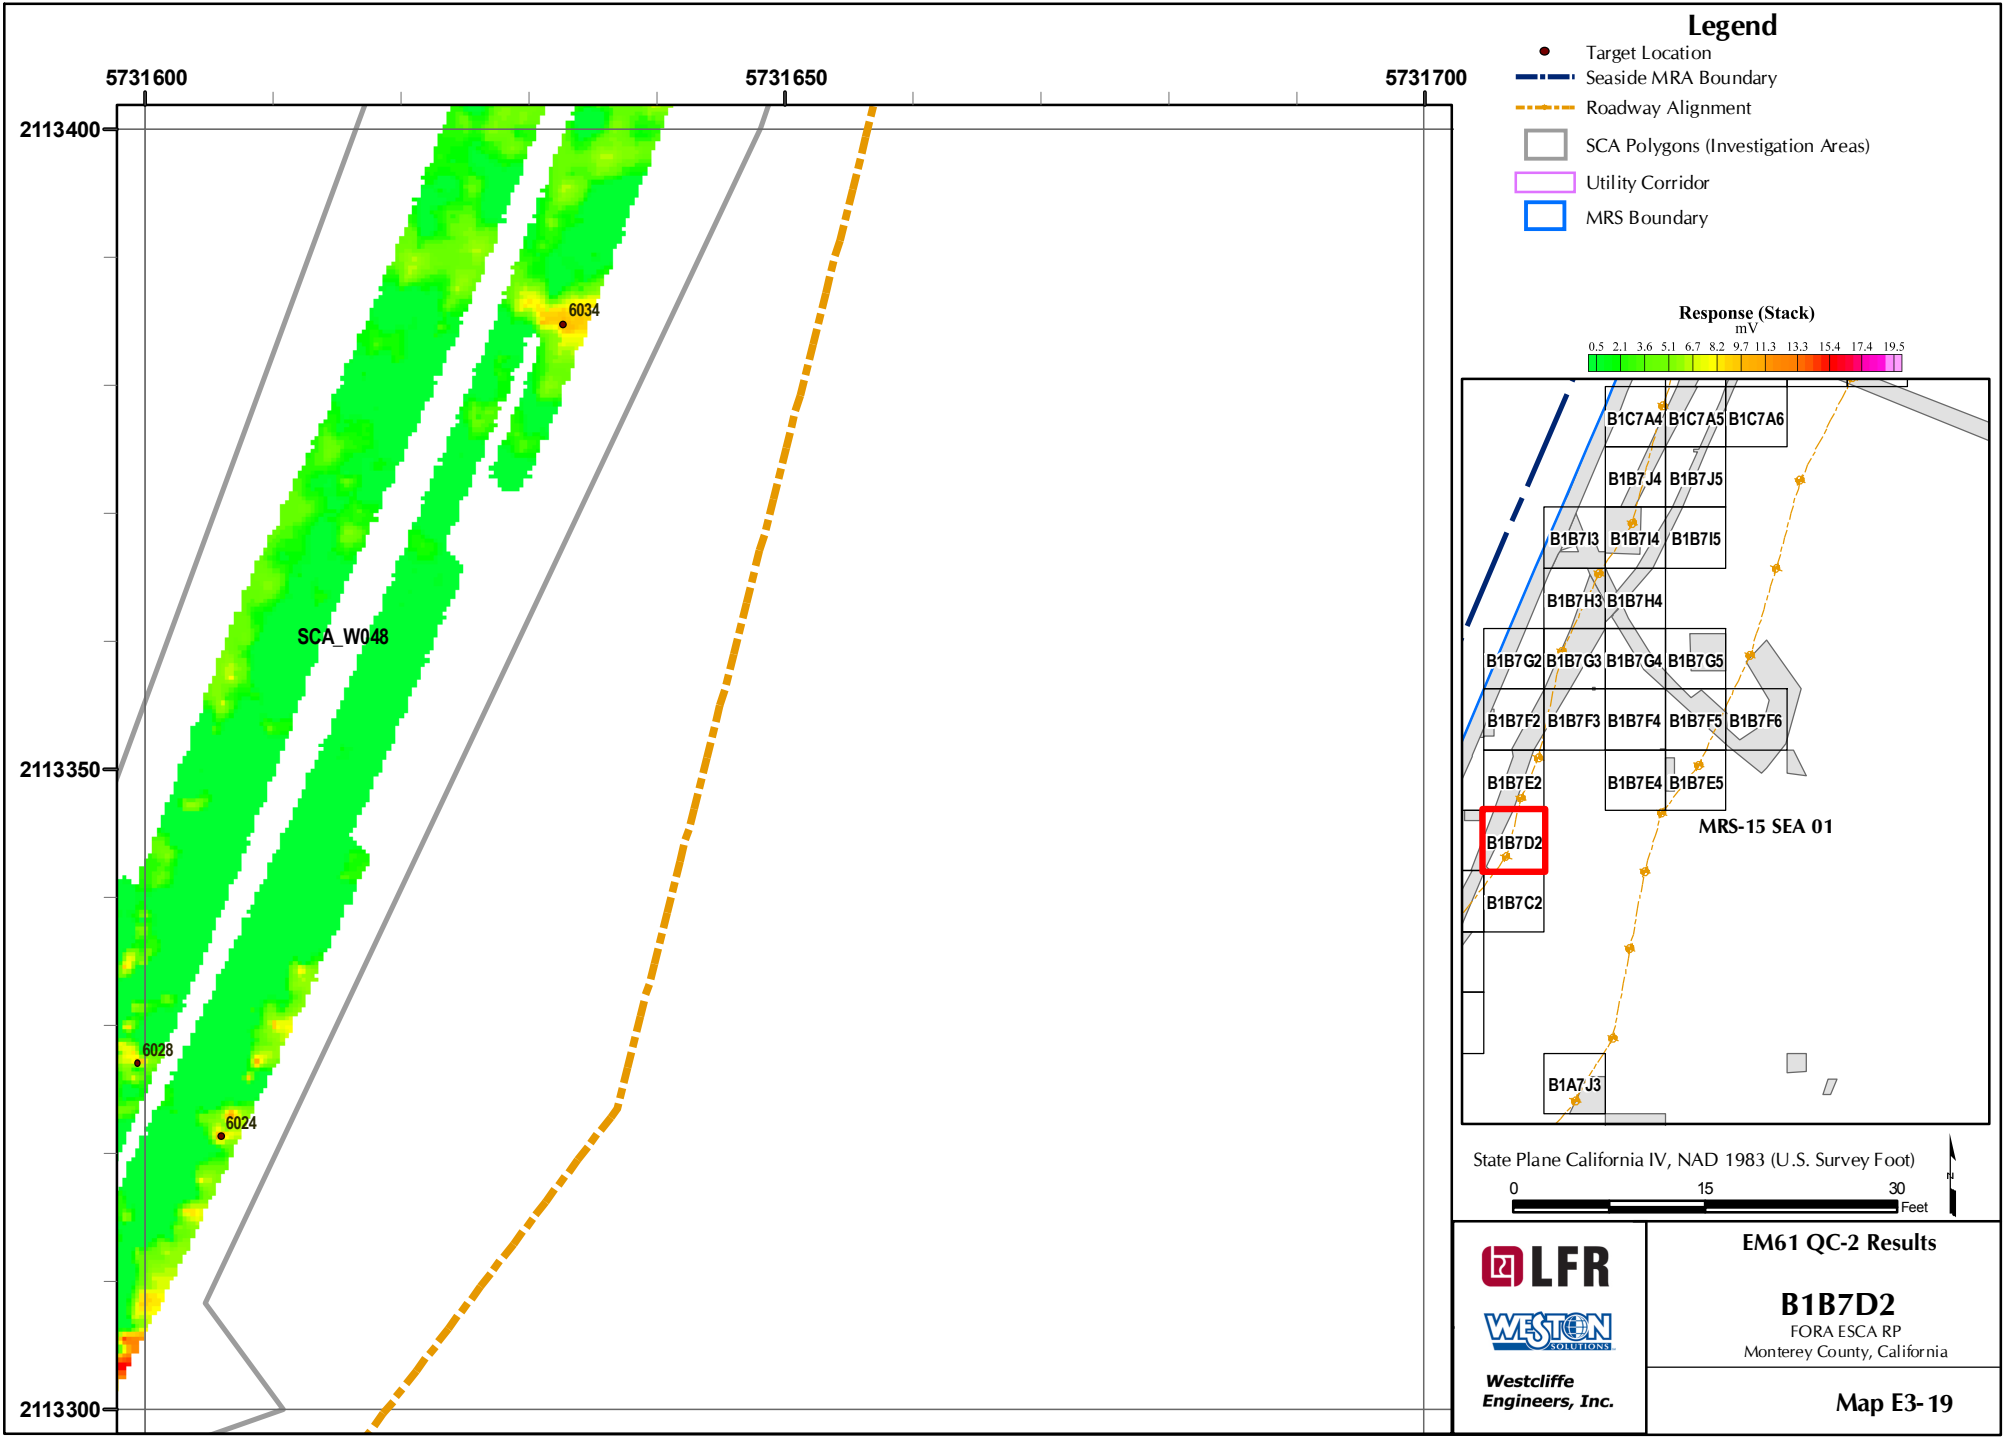 Legend
Target Location
Seaside MRA Boundary
Roadway Alignment
SCA Polygons (Investigation Areas)
Utility Corridor
MRS Boundary
5731600
5731650
5731700
2113400
2113350
2113300
6034
SCA_W048
6028
6024
Response (Stack)
mV
0.5 2.1 3.6 5.1 6.7 8.2 9.7 11.3 13.3 15.4 17.4 19.5
B1C7A4 B1C7A5 B1C7A6
B1B7J4 B1B7J5
B1B7I3 B1B7I4 B1B7I5
B1B7H3 B1B7H4
B1B7G2 B1B7G3 B1B7G4 B1B7G5
B1B7F2 B1B7F3 B1B7F4 B1B7F5 B1B7F6
B1B7E2 B1B7E4 B1B7E5
MRS-15 SEA 01
B1B7D2
B1B7C2
B1A7J3
State Plane California IV, NAD 1983 (U.S. Survey Foot)
0 15 30
Feet
N
LFR
WESTON
SOLUTIONS
Westcliffe
Engineers, Inc.
EM61 QC-2 Results
B1B7D2
FORA ESCA RP
Monterey County, California
Map E3-19